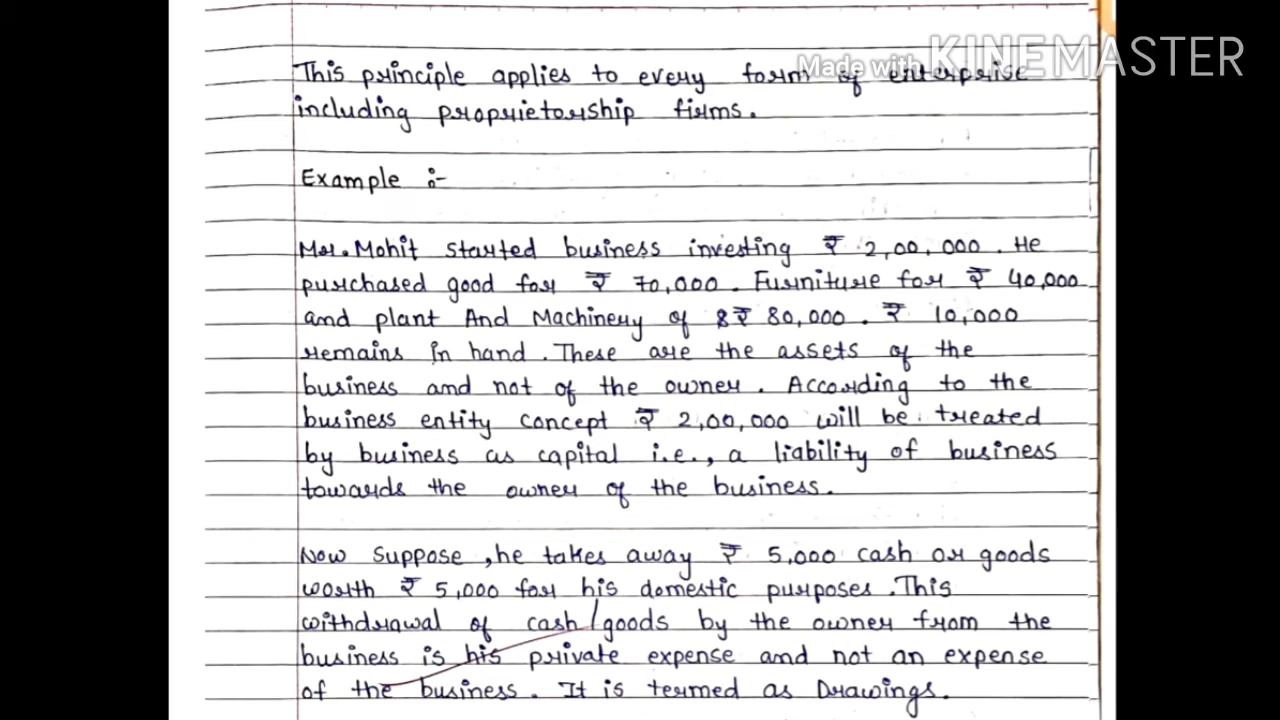 Made with KINEMASTER
This principle applies to every form of enterprise
including proprietorship firms.
Example :-
Mr. Mohit started business investing ₹ 2,00,000. He
purchased good for ₹ 70,000. Furniture for ₹ 40,000
and plant And Machinery of 8₹ 80,000. ₹ 10,000
remains in hand. These are the assets of the
business and not of the owner. According to the
business entity concept ₹ 2,00,000 will be treated
by business as capital i.e., a liability of business
towards the owner of the business.
Now suppose, he takes away ₹ 5,000 cash or goods
worth ₹ 5,000 for his domestic purposes. This
withdrawal of cash/goods by the owner from the
business is his private expense and not an expense
of the business. It is termed as Drawings.